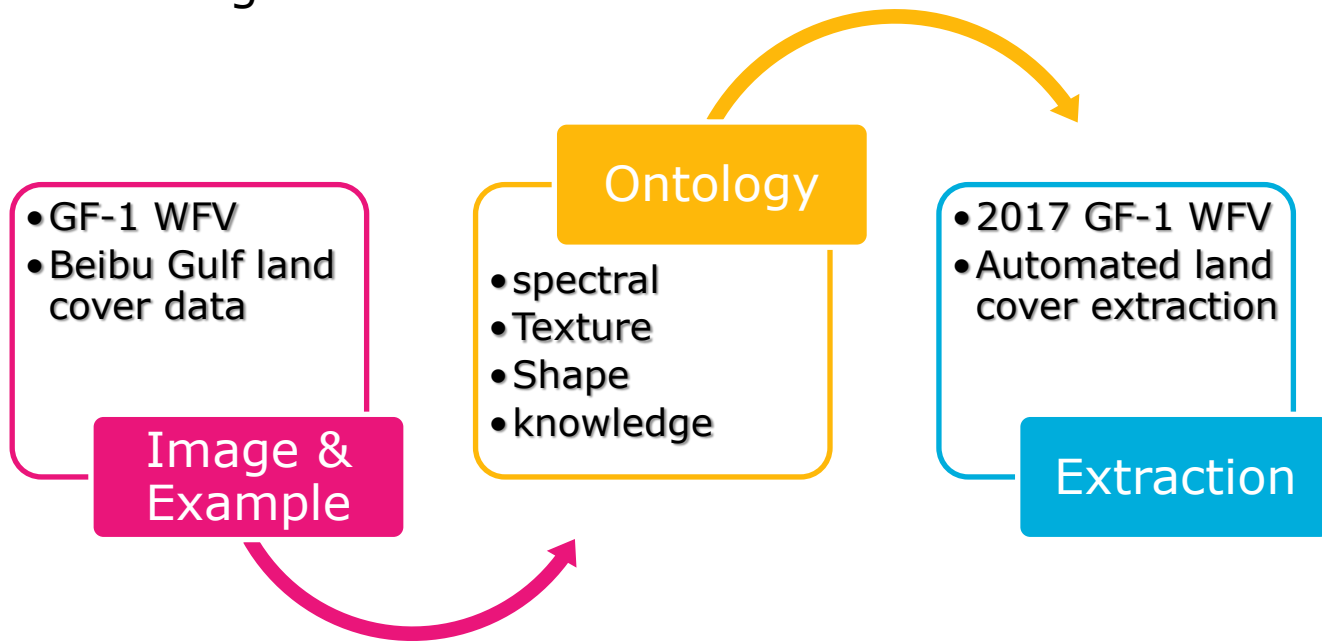 •GF-1 WFV
•Beibu Gulf land
cover data
Image &
Example
Ontology
•spectral
•Texture
•Shape
•knowledge
•2017 GF-1 WFV
•Automated land
cover extraction
Extraction